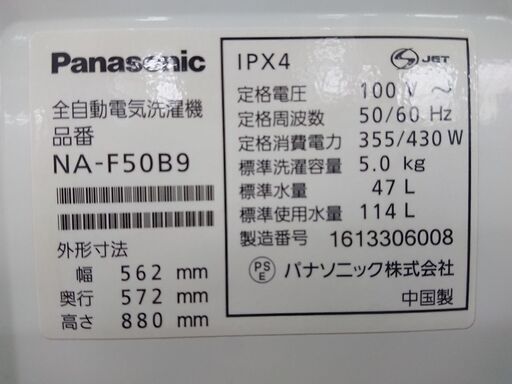 Panasonic
全自動電気洗濯機
品番
NA-F50B9
外形寸法
幅 562 mm
奥行 572 mm
高さ 880 mm
IPX4
S JET
定格電圧 100 V ～
定格周波数 50/60 Hz
定格消費電力 355/430 W
標準洗濯容量 5.0 kg
標準水量 47 L
標準使用水量 114 L
製造番号 1613306008
PS E パナソニック株式会社
中国製